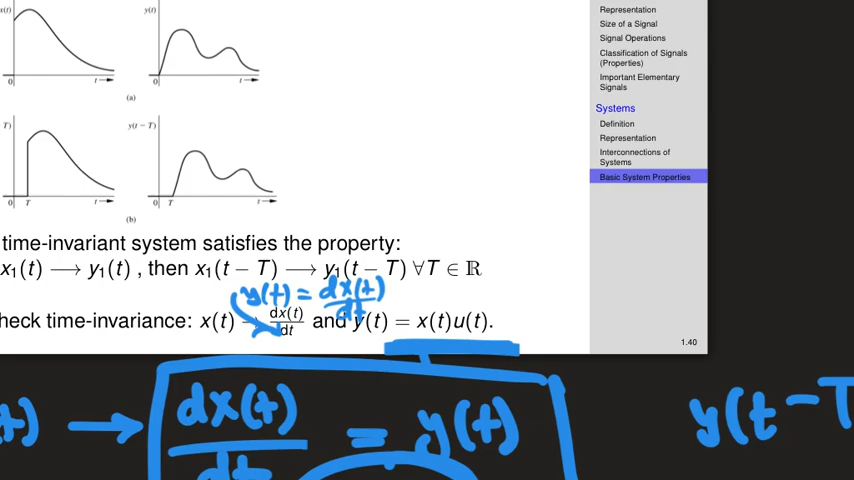 x(t)
y(t)
0
t
0
t
(a)
T)
y(t − T)
0
T
t
0
T
t
(b)
time-invariant system satisfies the property:
x₁(t) ⟶ y₁(t) , then x₁(t − T) ⟶ y₁(t − T) ∀T ∈ ℝ
y(t) = dx(t)/dt
heck time-invariance: x(t) → dx(t)/dt and y(t) = x(t)u(t).
Representation
Size of a Signal
Signal Operations
Classification of Signals
(Properties)
Important Elementary
Signals
Systems
Definition
Representation
Interconnections of
Systems
Basic System Properties
1.40
(t) → dx(t)/dt = y(t)
y(t − T